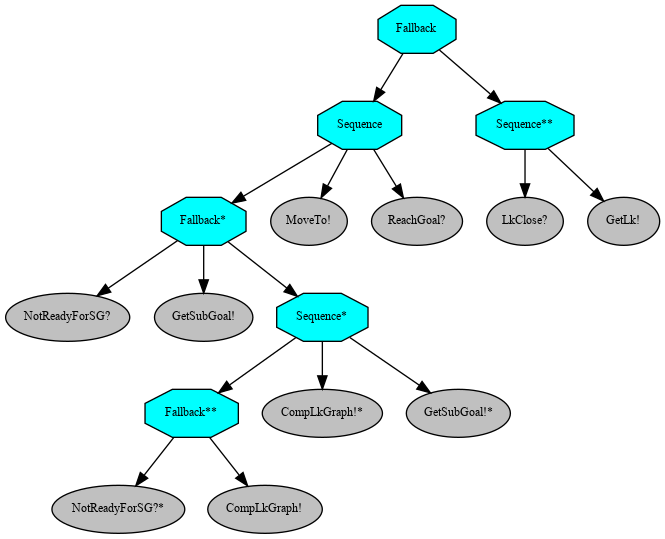 Fallback
Sequence
Sequence**
Fallback*
MoveTo!
ReachGoal?
LkClose?
GetLk!
NotReadyForSG?
GetSubGoal!
Sequence*
Fallback**
CompLkGraph!*
GetSubGoal!*
NotReadyForSG?*
CompLkGraph!